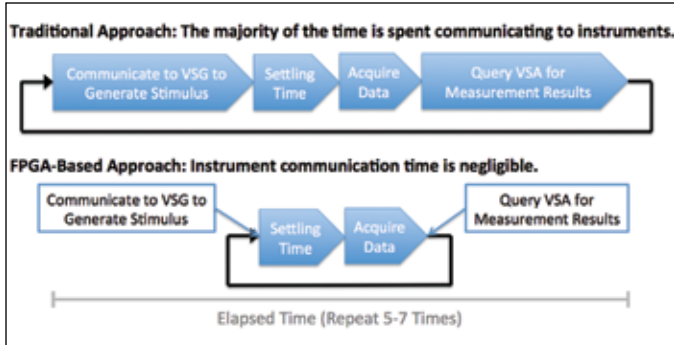 Traditional Approach: The majority of the time is spent communicating to instruments.
Communicate to VSG to
Generate Stimulus
Settling
Time
Acquire
Data
Query VSA for
Measurement Results
FPGA-Based Approach: Instrument communication time is negligible.
Communicate to VSG to
Generate Stimulus
Settling
Time
Acquire
Data
Query VSA for
Measurement Results
Elapsed Time (Repeat 5-7 Times)